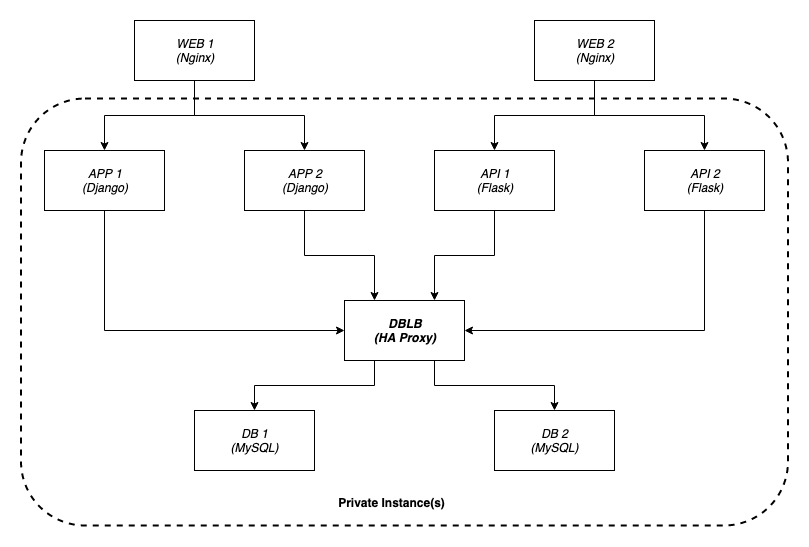 WEB 1
(Nginx)
WEB 2
(Nginx)
APP 1
(Django)
APP 2
(Django)
API 1
(Flask)
API 2
(Flask)
DBLB
(HA Proxy)
DB 1
(MySQL)
DB 2
(MySQL)
Private Instance(s)